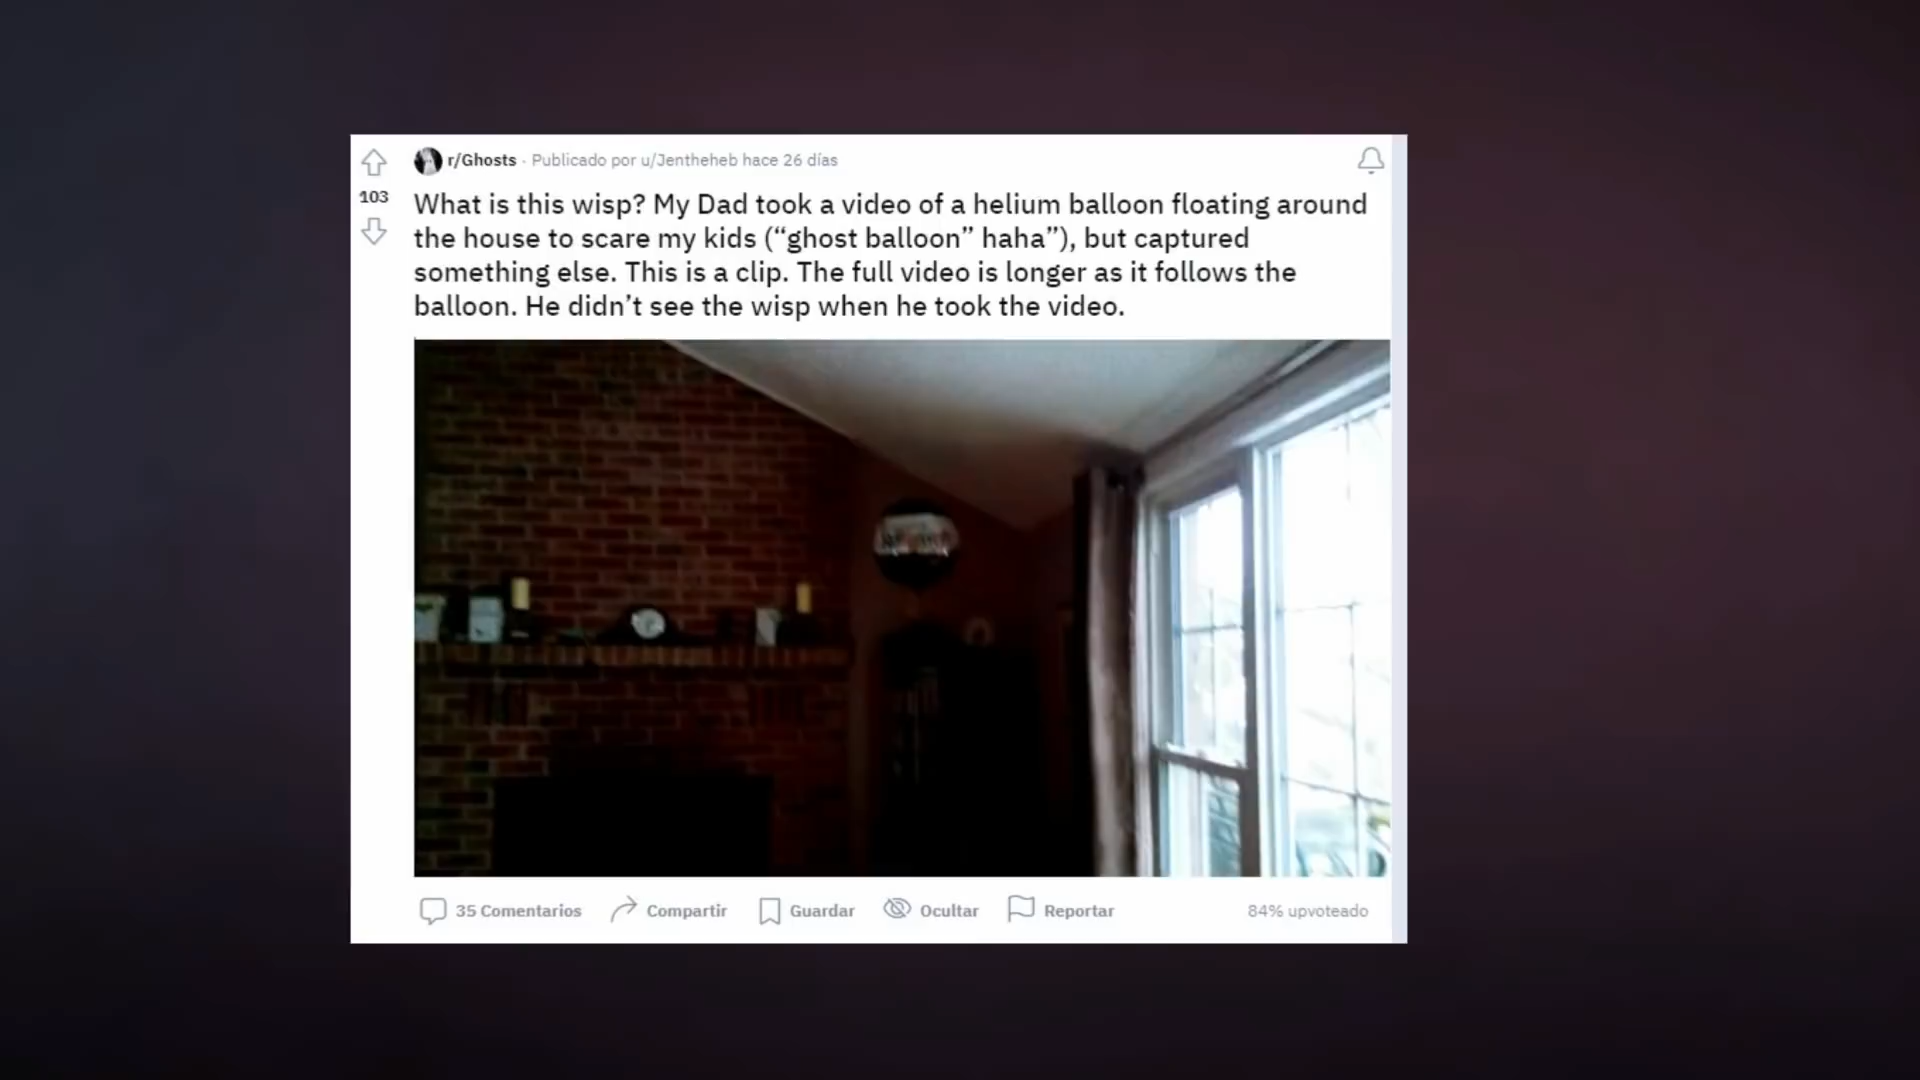 r/Ghosts · Publicado por u/Jentheheb hace 26 días
103
What is this wisp? My Dad took a video of a helium balloon floating around
the house to scare my kids (“ghost balloon” haha”), but captured
something else. This is a clip. The full video is longer as it follows the
balloon. He didn’t see the wisp when he took the video.
35 Comentarios Compartir Guardar Ocultar Reportar 84% upvoteado